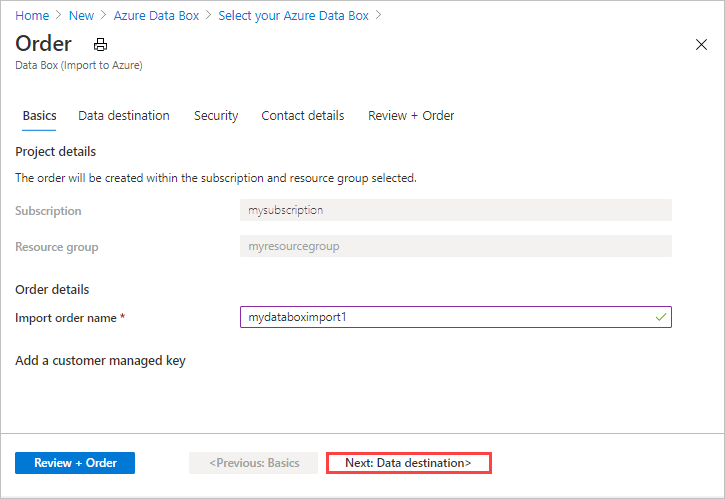 Home > New > Azure Data Box > Select your Azure Data Box >
Order
Data Box (Import to Azure)
Basics Data destination Security Contact details Review + Order
Project details
The order will be created within the subscription and resource group selected.
Subscription mysubscription
Resource group myresourcegroup
Order details
Import order name * mydataboximport1
Add a customer managed key
Review + Order <Previous: Basics Next: Data destination>